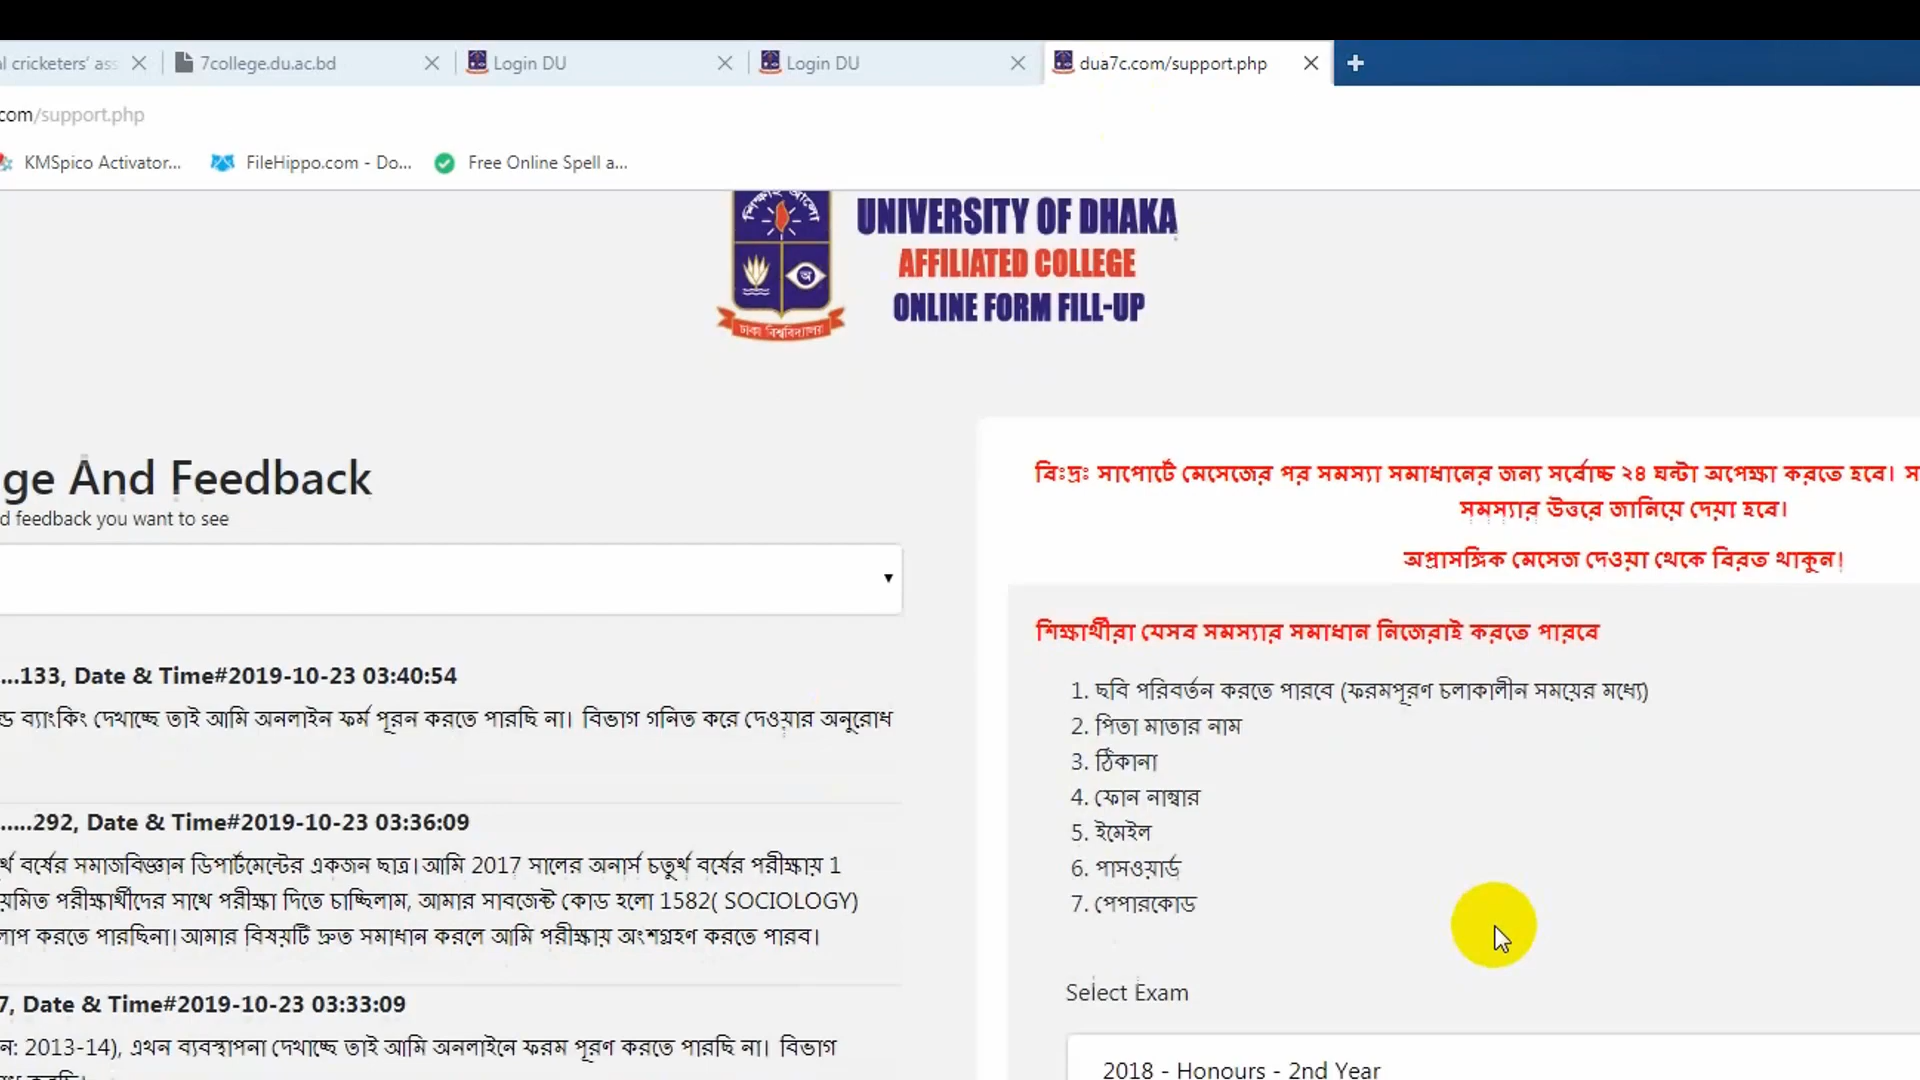 l cricketers' ass
7college.du.ac.bd
Login DU
Login DU
dua7c.com/support.php
com/support.php
KMSpico Activator...
FileHippo.com - Do...
Free Online Spell a...
শিক্ষাই আলো
ঢাকা বিশ্ববিদ্যালয়
UNIVERSITY OF DHAKA
AFFILIATED COLLEGE
ONLINE FORM FILL-UP
ge And Feedback
d feedback you want to see
...133, Date & Time#2019-10-23 03:40:54
ন্ড ব্যাংকিং দেখাচ্ছে তাই আমি অনলাইন ফর্ম পূরন করতে পারছি না। বিভাগ গনিত করে দেওয়ার অনুরোধ
.....292, Date & Time#2019-10-23 03:36:09
র্থ বর্ষের সমাজবিজ্ঞান ডিপার্টমেন্টের একজন ছাত্র।আমি 2017 সালের অনার্স চতুর্থ বর্ষের পরীক্ষায় 1
য়মিত পরীক্ষার্থীদের সাথে পরীক্ষা দিতে চাচ্ছিলাম, আমার সাবজেক্ট কোড হলো 1582( SOCIOLOGY)
লাপ করতে পারছিনা।আমার বিষয়টি দ্রুত সমাধান করলে আমি পরীক্ষায় অংশগ্রহণ করতে পারব।
7, Date & Time#2019-10-23 03:33:09
ন: 2013-14), এখন ব্যবস্থাপনা দেখাচ্ছে তাই আমি অনলাইনে ফরম পূরণ করতে পারছি না। বিভাগ
বিঃদ্রঃ সাপোর্টে মেসেজের পর সমস্যা সমাধানের জন্য সর্বোচ্চ ২৪ ঘন্টা অপেক্ষা করতে হবে। স
সমস্যার উত্তরে জানিয়ে দেয়া হবে।
অপ্রাসঙ্গিক মেসেজ দেওয়া থেকে বিরত থাকুন!
শিক্ষার্থীরা যেসব সমস্যার সমাধান নিজেরাই করতে পারবে
1. ছবি পরিবর্তন করতে পারবে (ফরমপূরণ চলাকালীন সময়ের মধ্যে)
2. পিতা মাতার নাম
3. ঠিকানা
4. ফোন নাম্বার
5. ইমেইল
6. পাসওয়ার্ড
7. পেপারকোড
Select Exam
2018 - Honours - 2nd Year